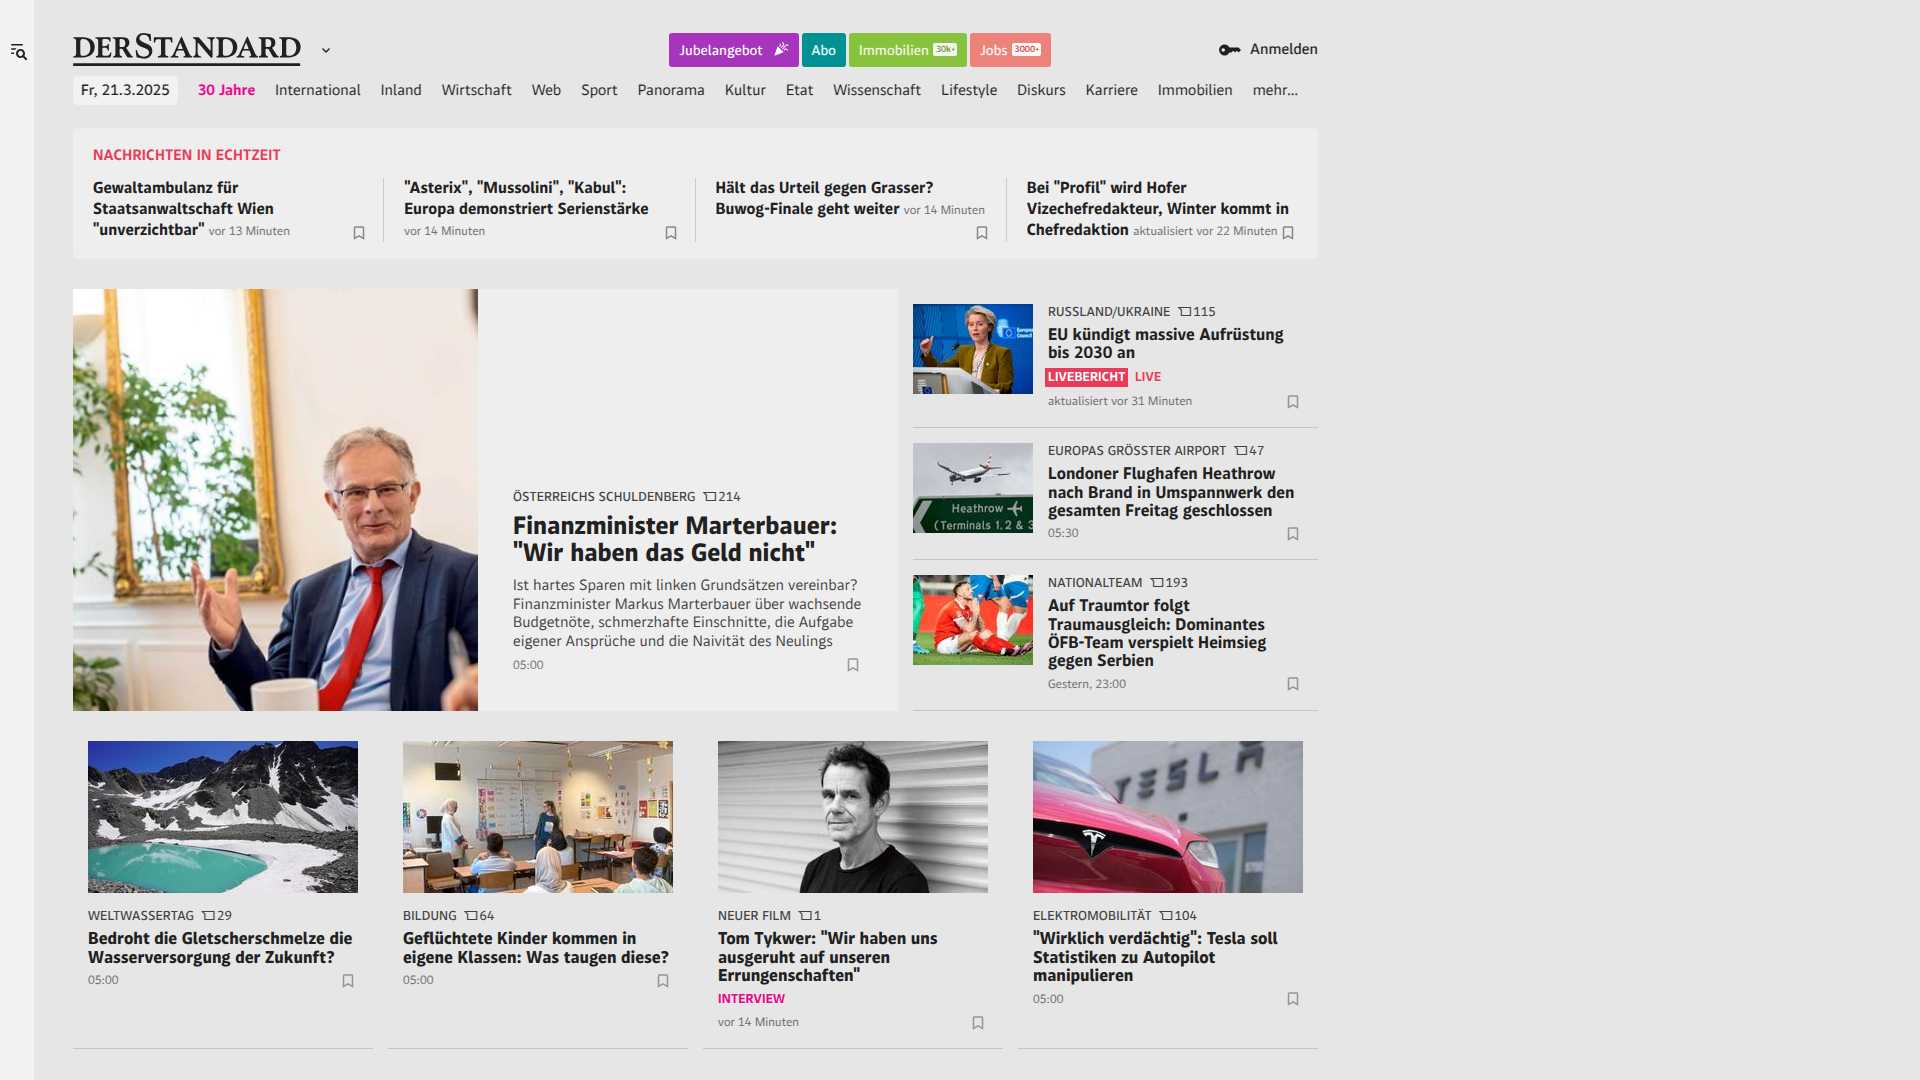 DERSTANDARD
Jubelangebot
Abo
Immobilien 30k+
Jobs 3000+
Anmelden
Fr, 21.3.2025
30 Jahre
International
Inland
Wirtschaft
Web
Sport
Panorama
Kultur
Etat
Wissenschaft
Lifestyle
Diskurs
Karriere
Immobilien
mehr...
NACHRICHTEN IN ECHTZEIT
Gewaltambulanz für
Staatsanwaltschaft Wien
"unverzichtbar" vor 13 Minuten
"Asterix", "Mussolini", "Kabul":
Europa demonstriert Serienstärke
vor 14 Minuten
Hält das Urteil gegen Grasser?
Buwog-Finale geht weiter vor 14 Minuten
Bei "Profil" wird Hofer
Vizechefredakteur, Winter kommt in
Chefredaktion aktualisiert vor 22 Minuten
ÖSTERREICHS SCHULDENBERG 214
Finanzminister Marterbauer:
"Wir haben das Geld nicht"
Ist hartes Sparen mit linken Grundsätzen vereinbar?
Finanzminister Markus Marterbauer über wachsende
Budgetnöte, schmerzhafte Einschnitte, die Aufgabe
eigener Ansprüche und die Naivität des Neulings
05:00
RUSSLAND/UKRAINE 115
EU kündigt massive Aufrüstung
bis 2030 an
LIVEBERICHT LIVE
aktualisiert vor 31 Minuten
Heathrow
(Terminals 1, 2 & 3
EUROPAS GRÖSSTER AIRPORT 47
Londoner Flughafen Heathrow
nach Brand in Umspannwerk den
gesamten Freitag geschlossen
05:30
NATIONALTEAM 193
Auf Traumtor folgt
Traumausgleich: Dominantes
ÖFB-Team verspielt Heimsieg
gegen Serbien
Gestern, 23:00
WELTWASSERTAG 29
Bedroht die Gletscherschmelze die
Wasserversorgung der Zukunft?
05:00
BILDUNG 64
Geflüchtete Kinder kommen in
eigene Klassen: Was taugen diese?
05:00
NEUER FILM 1
Tom Tykwer: "Wir haben uns
ausgeruht auf unseren
Errungenschaften"
INTERVIEW
vor 14 Minuten
TESLA
ELEKTROMOBILITÄT 104
"Wirklich verdächtig": Tesla soll
Statistiken zu Autopilot
manipulieren
05:00